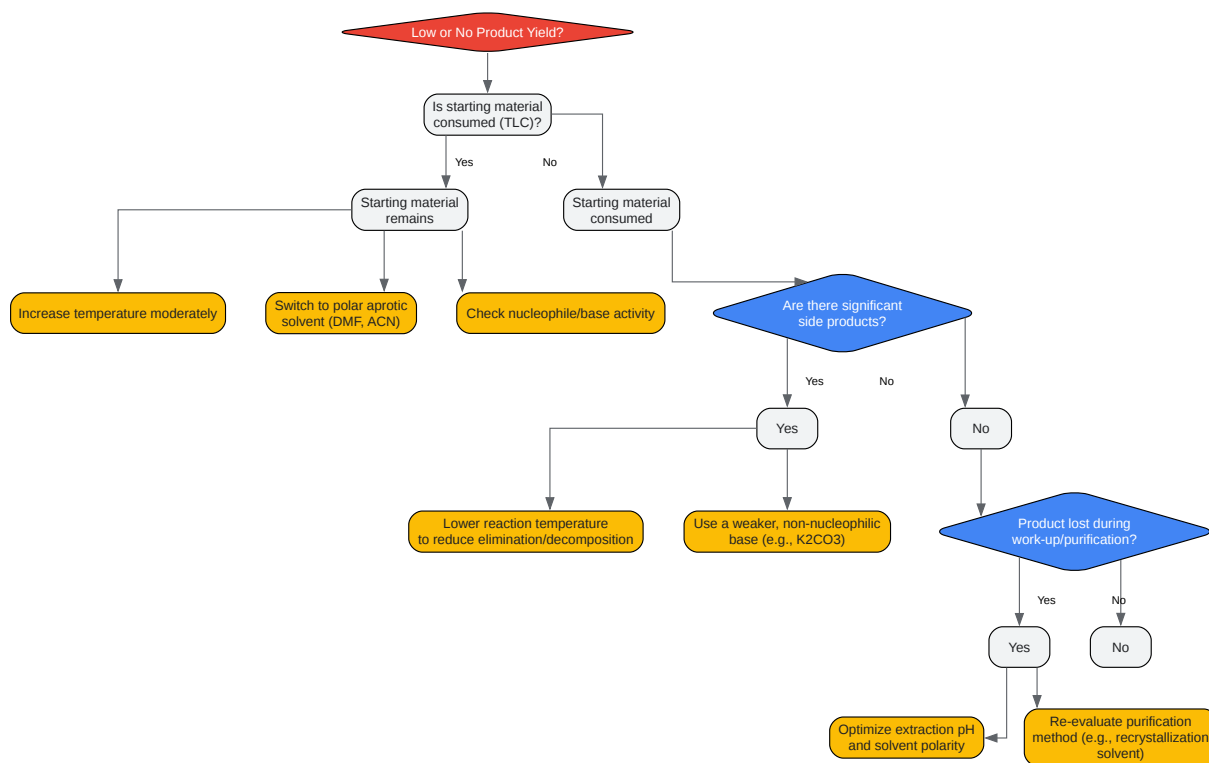 Low or No Product Yield?
Is starting material
consumed (TLC)?
Yes
No
Starting material
remains
Starting material
consumed
Increase temperature moderately
Switch to polar aprotic
solvent (DMF, ACN)
Check nucleophile/base activity
Are there significant
side products?
Yes
No
Yes
No
Lower reaction temperature
to reduce elimination/decomposition
Use a weaker, non-nucleophilic
base (e.g., K2CO3)
Product lost during
work-up/purification?
Yes
No
Yes
No
Optimize extraction pH
and solvent polarity
Re-evaluate purification
method (e.g., recrystallization
solvent)